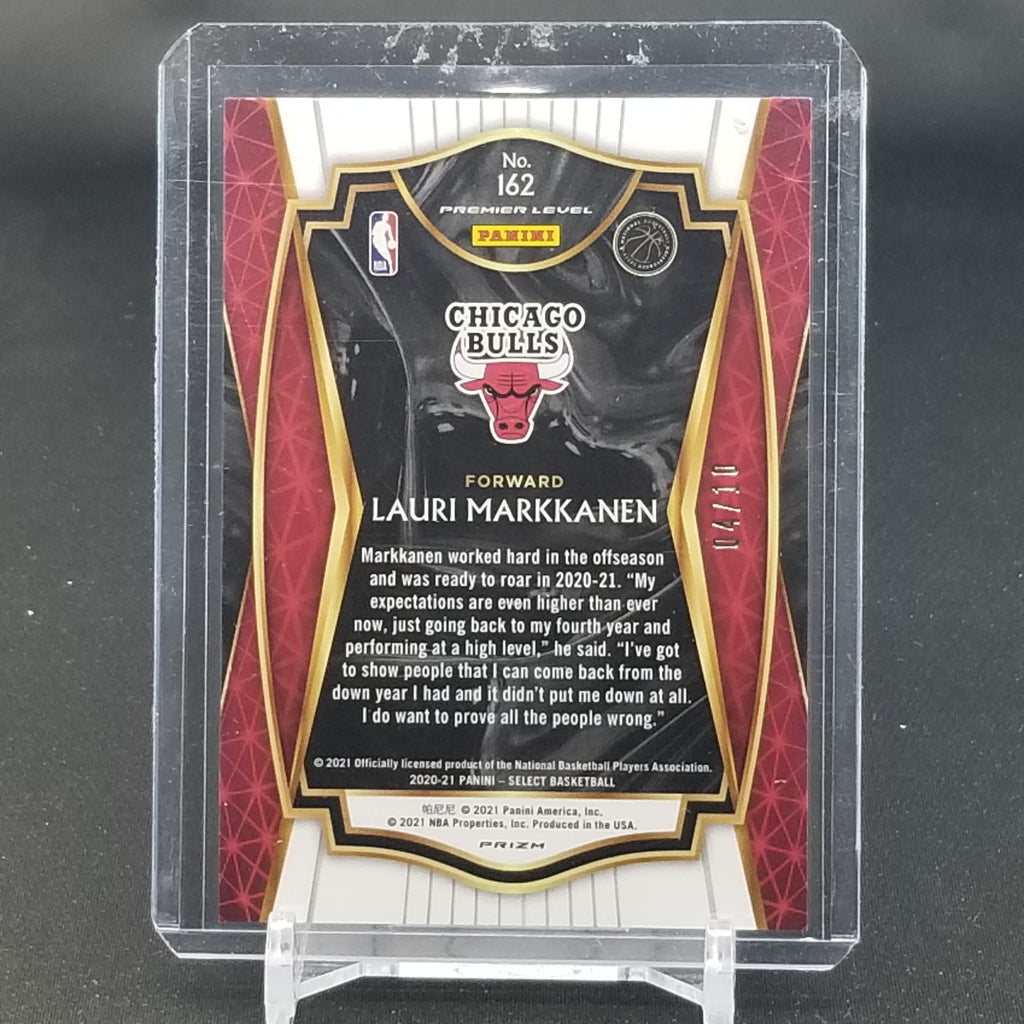 No.
162
PREMIER LEVEL
PANINI
NBA
CHICAGO
BULLS
FORWARD
LAURI MARKKANEN
04/10
Markkanen worked hard in the offseason
and was ready to roar in 2020-21. “My
expectations are even higher than ever
now, just going back to my fourth year and
performing at a high level,” he said. “I’ve got
to show people that I can come back from the
down year I had and it didn’t put me down at all.
I do want to prove all the people wrong.”
© 2021 Officially licensed product of the National Basketball Players Association.
2020-21 PANINI – SELECT BASKETBALL
帕尼尼 © 2021 Panini America, Inc.
© 2021 NBA Properties, Inc. Produced in the USA.
PRIZM